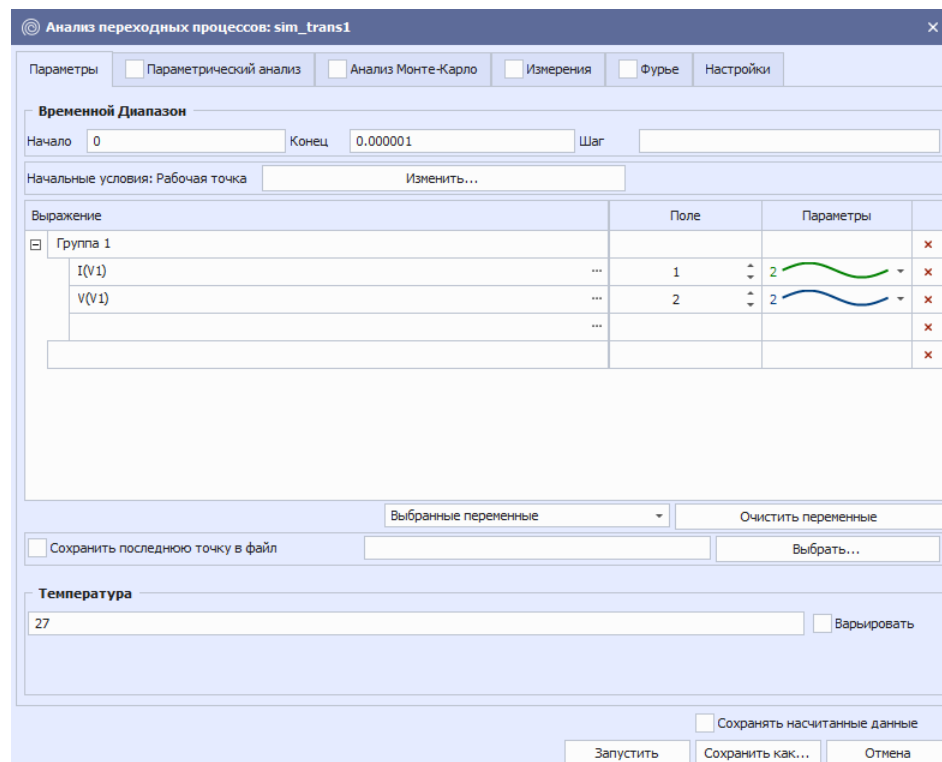 Анализ переходных процессов: sim_trans1
Параметры Параметрический анализ Анализ Монте-Карло Измерения Фурье Настройки
Временной Диапазон
Начало 0 Конец 0.000001 Шаг
Начальные условия: Рабочая точка Изменить...
Выражение Поле Параметры
Группа 1
I(V1) ... 1 2
V(V1) ... 2 2
...
Выбранные переменные Очистить переменные
Сохранить последнюю точку в файл Выбрать...
Температура
27 Варьировать
Сохранять насчитанные данные
Запустить Сохранить как... Отмена